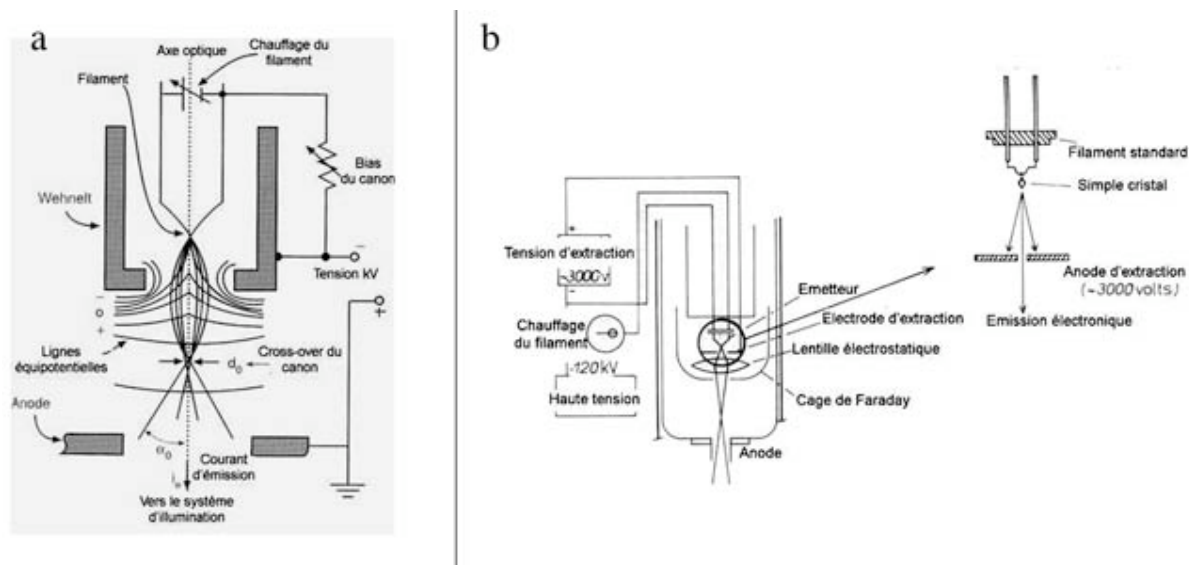 a
Axe optique
Chauffage du
filament
Filament
Bias
du canon
Wehnelt
−
Tension kV
−
o
+
+
Lignes
équipotentielles
d₀
Cross-over du
canon
Anode
α₀
Courant
d'émission
Vers le système
d'illumination
b
+
Tension d'extraction
~3000v
−
Chauffage
du filament
-120kV
Haute tension
Emetteur
Electrode d'extraction
Lentille électrostatique
Cage de Faraday
Anode
Filament standard
Simple cristal
Anode d'extraction
(~3000volts)
Emission électronique